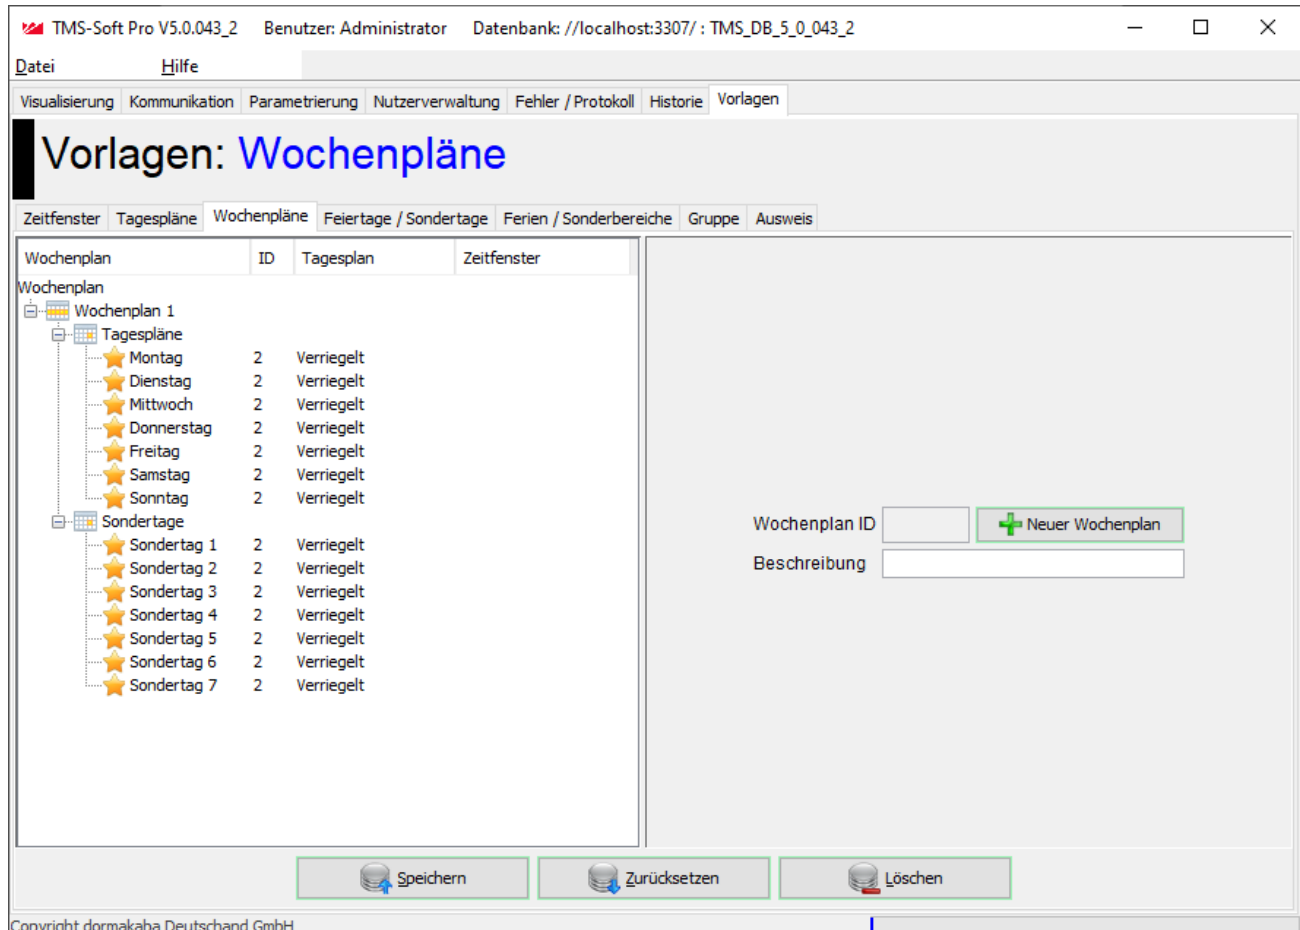 TMS-Soft Pro V5.0.043_2 Benutzer: Administrator Datenbank: //localhost:3307/ : TMS_DB_5_0_043_2
Datei Hilfe
Visualisierung Kommunikation Parametrierung Nutzerverwaltung Fehler / Protokoll Historie Vorlagen
Vorlagen: Wochenpläne
Zeitfenster Tagespläne Wochenpläne Feiertage / Sondertage Ferien / Sonderbereiche Gruppe Ausweis
Wochenplan ID Tagesplan Zeitfenster
Wochenplan
Wochenplan 1
Tagespläne
Montag 2 Verriegelt
Dienstag 2 Verriegelt
Mittwoch 2 Verriegelt
Donnerstag 2 Verriegelt
Freitag 2 Verriegelt
Samstag 2 Verriegelt
Sonntag 2 Verriegelt
Sondertage
Sondertag 1 2 Verriegelt
Sondertag 2 2 Verriegelt
Sondertag 3 2 Verriegelt
Sondertag 4 2 Verriegelt
Sondertag 5 2 Verriegelt
Sondertag 6 2 Verriegelt
Sondertag 7 2 Verriegelt
Wochenplan ID Neuer Wochenplan
Beschreibung
Speichern Zurücksetzen Löschen
Copyright dormakaba Deutschand GmbH